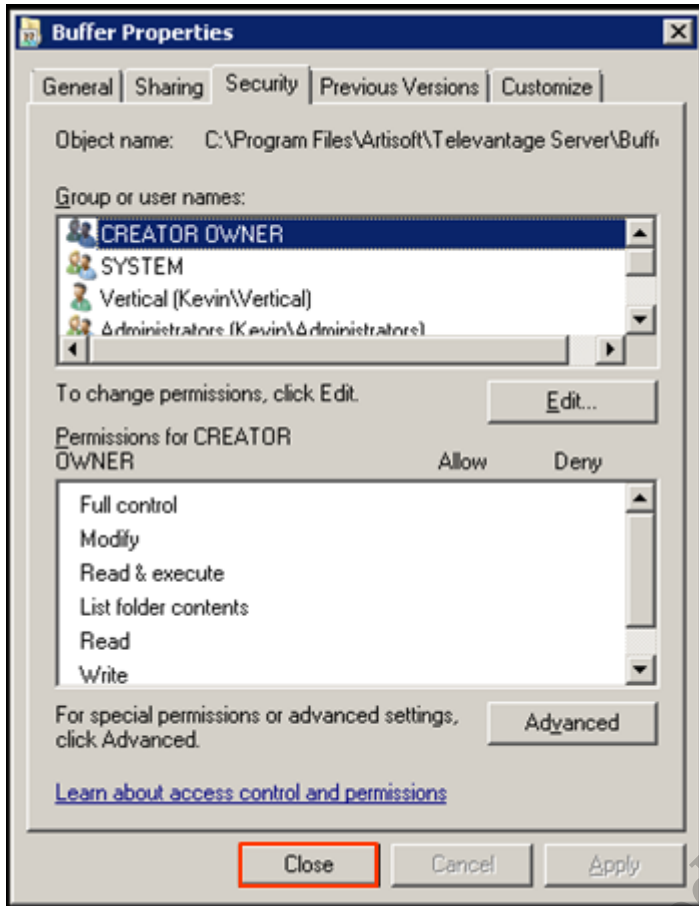 Buffer Properties
General Sharing Security Previous Versions Customize
Object name: C:\Program Files\Artisoft\Televantage Server\Buff
Group or user names:
CREATOR OWNER
SYSTEM
Vertical (Kevin\Vertical)
Administrators (Kevin\Administrators)
To change permissions, click Edit.
Edit...
Permissions for CREATOR
OWNER Allow Deny
Full control
Modify
Read & execute
List folder contents
Read
Write
For special permissions or advanced settings,
click Advanced.
Advanced
Learn about access control and permissions
Close Cancel Apply